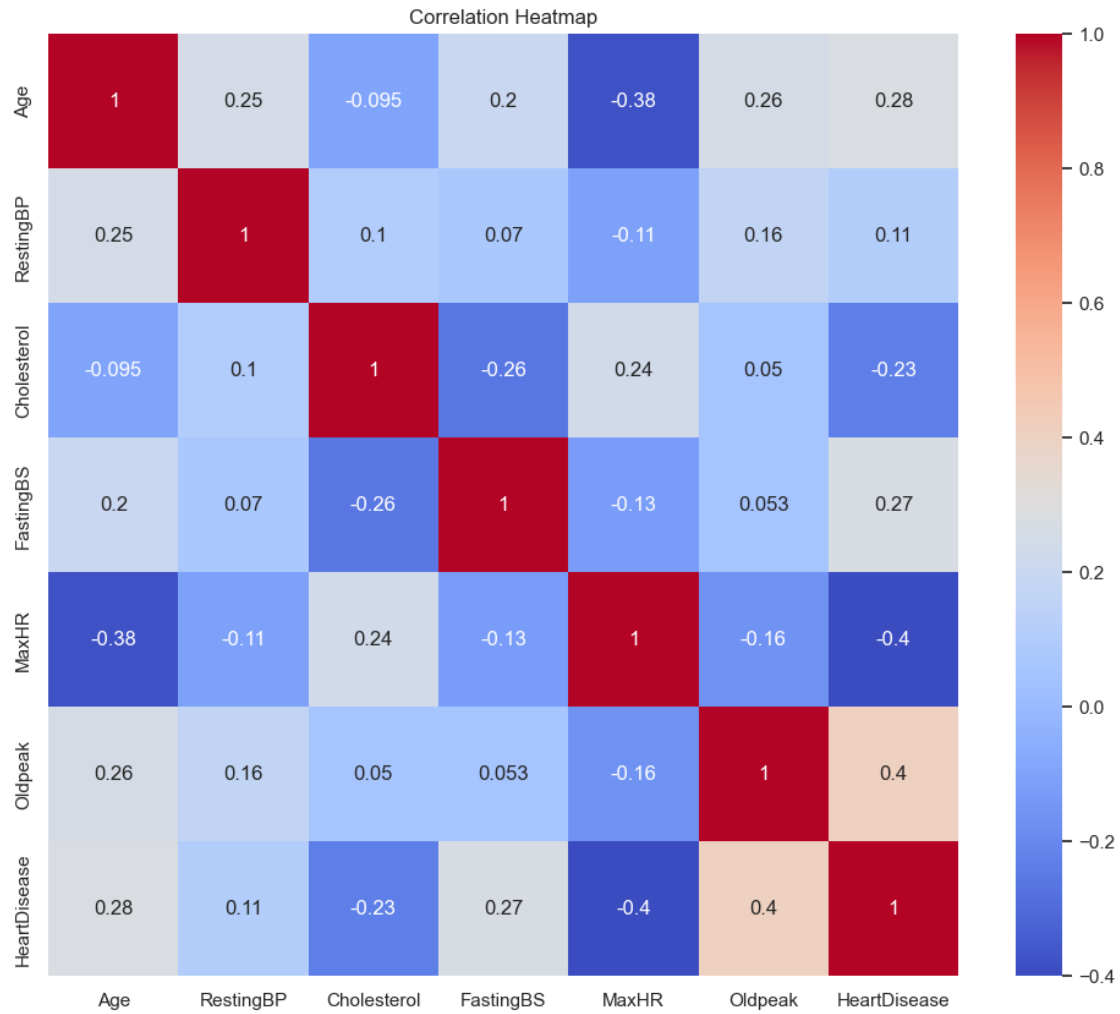 Correlation Heatmap
Age 1 0.25 -0.095 0.2 -0.38 0.26 0.28
RestingBP 0.25 1 0.1 0.07 -0.11 0.16 0.11
Cholesterol -0.095 0.1 1 -0.26 0.24 0.05 -0.23
FastingBS 0.2 0.07 -0.26 1 -0.13 0.053 0.27
MaxHR -0.38 -0.11 0.24 -0.13 1 -0.16 -0.4
Oldpeak 0.26 0.16 0.05 0.053 -0.16 1 0.4
HeartDisease 0.28 0.11 -0.23 0.27 -0.4 0.4 1
Age RestingBP Cholesterol FastingBS MaxHR Oldpeak HeartDisease
1.0
0.8
0.6
0.4
0.2
0.0
−0.2
−0.4